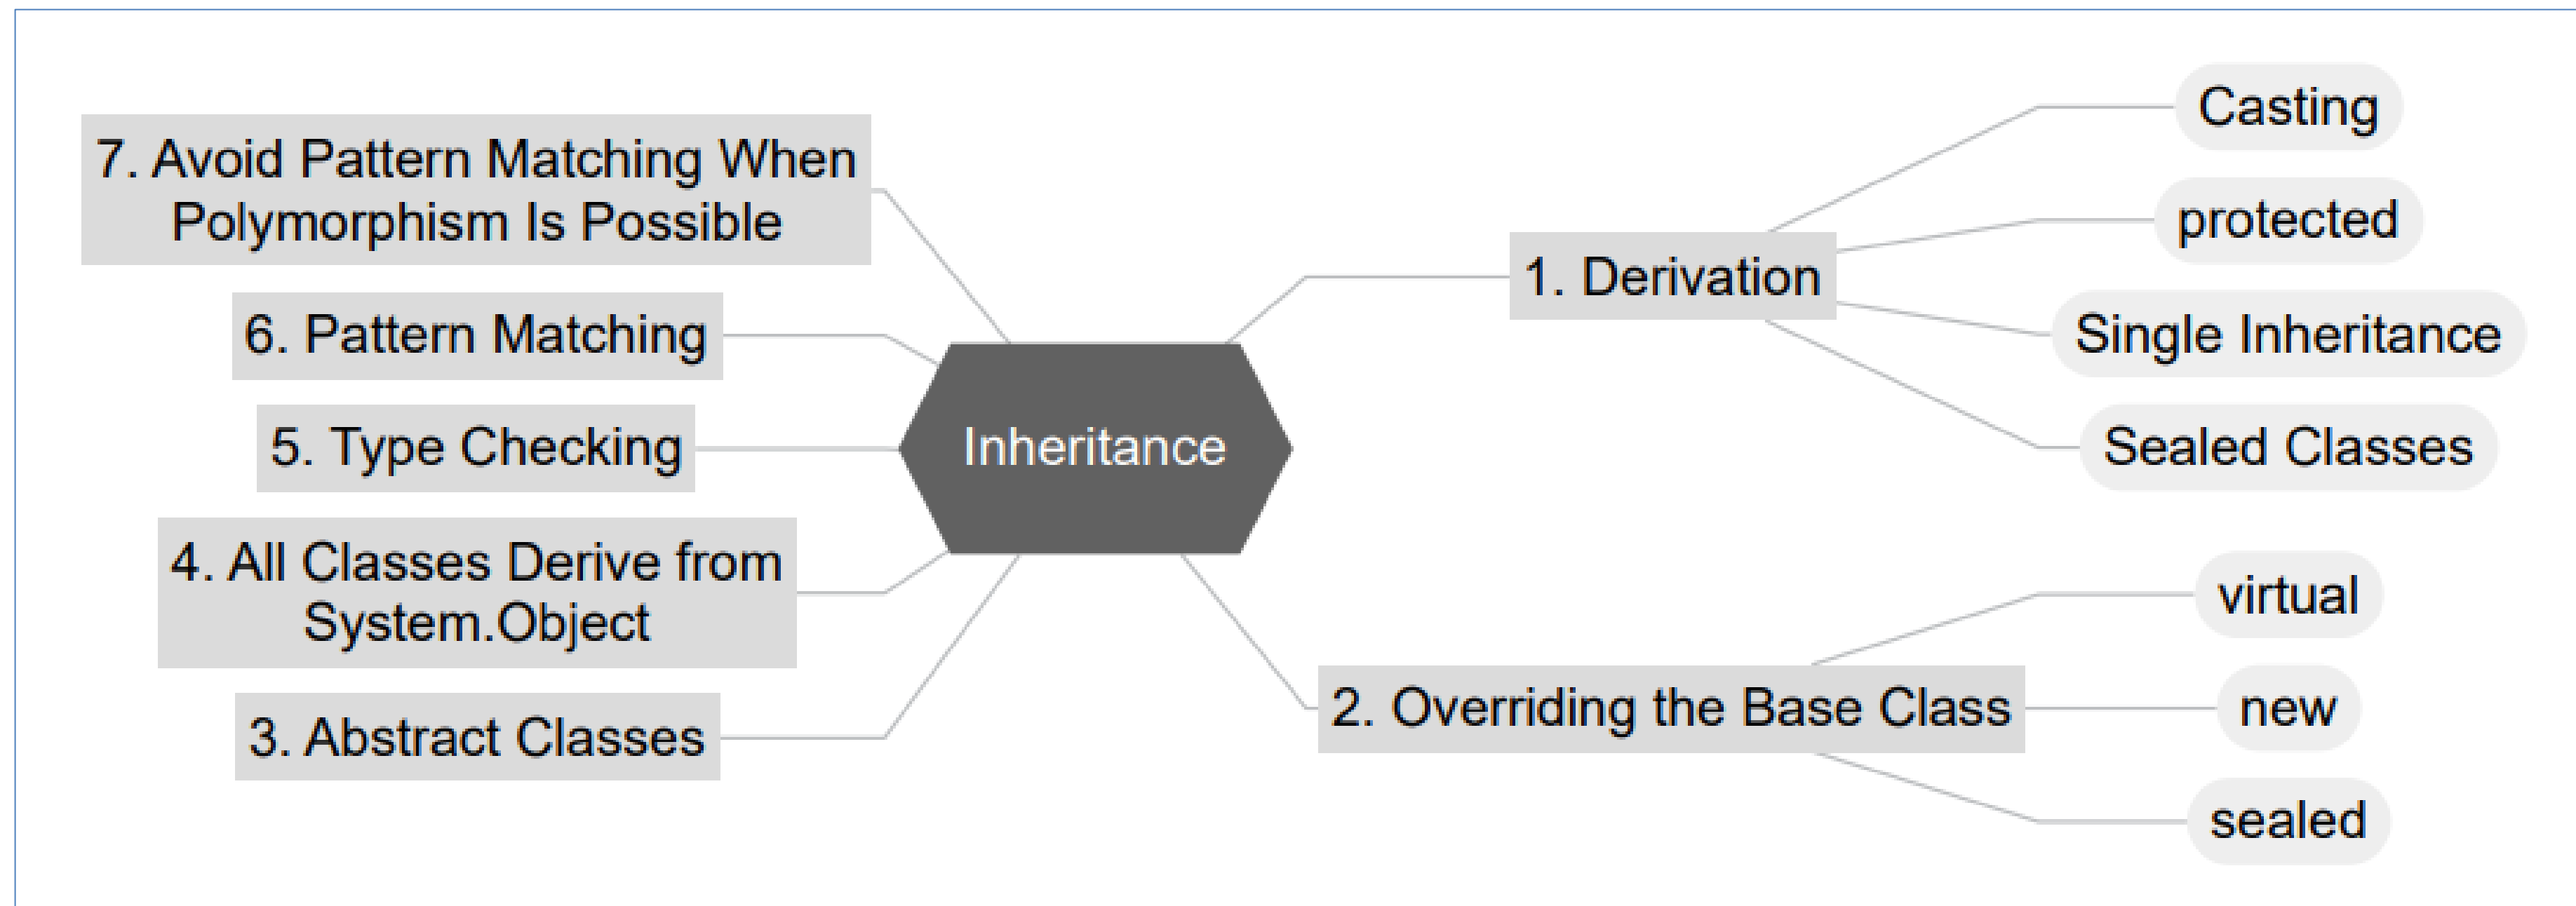 Inheritance
1. Derivation
Casting
protected
Single Inheritance
Sealed Classes
2. Overriding the Base Class
virtual
new
sealed
3. Abstract Classes
4. All Classes Derive from
System.Object
5. Type Checking
6. Pattern Matching
7. Avoid Pattern Matching When
Polymorphism Is Possible